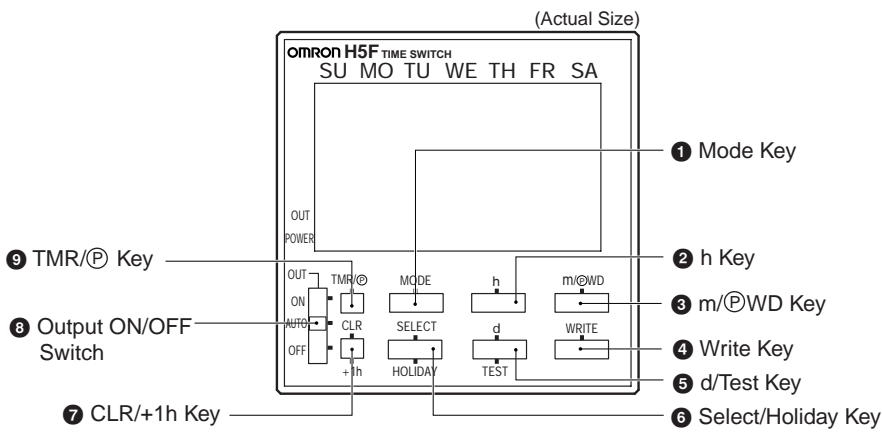 (Actual Size)
OMRON H5F TIME SWITCH
SU MO TU WE TH FR SA
❶ Mode Key
OUT
POWER
❾ TMR/Ⓟ Key
❷ h Key
OUT
TMR/Ⓟ MODE h m/ⓅWD
ON
❸ m/ⓅWD Key
❽ Output ON/OFF
Switch
AUTO
CLR SELECT d WRITE
❹ Write Key
OFF
+1h HOLIDAY TEST
❺ d/Test Key
❼ CLR/+1h Key
❻ Select/Holiday Key